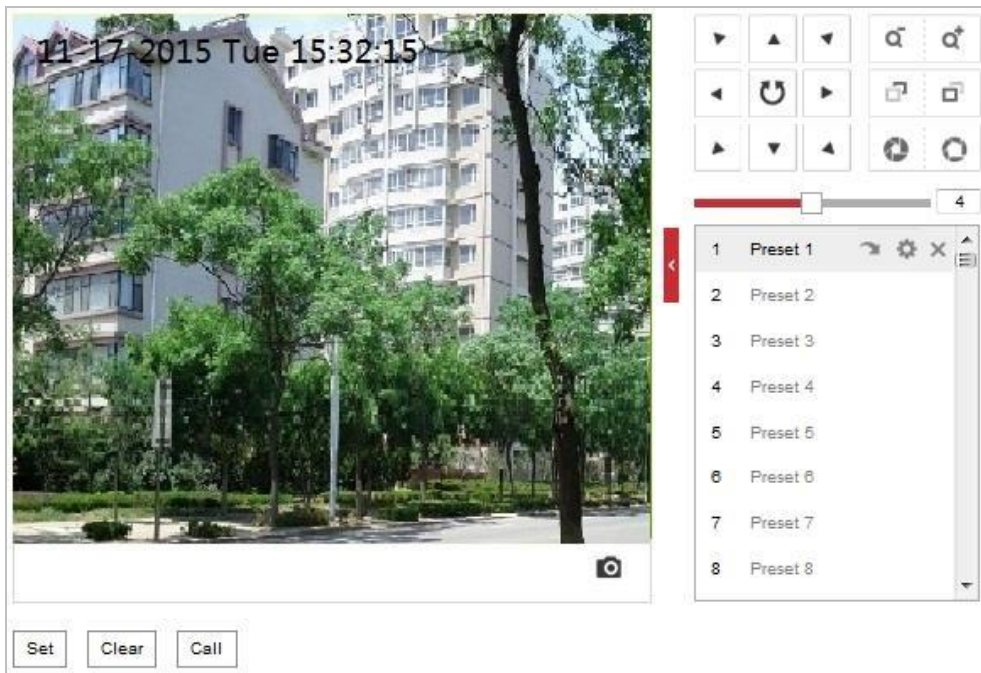 11-17-2015 Tue 15:32:15
4
1 Preset 1
2 Preset 2
3 Preset 3
4 Preset 4
5 Preset 5
6 Preset 6
7 Preset 7
8 Preset 8
Set Clear Call